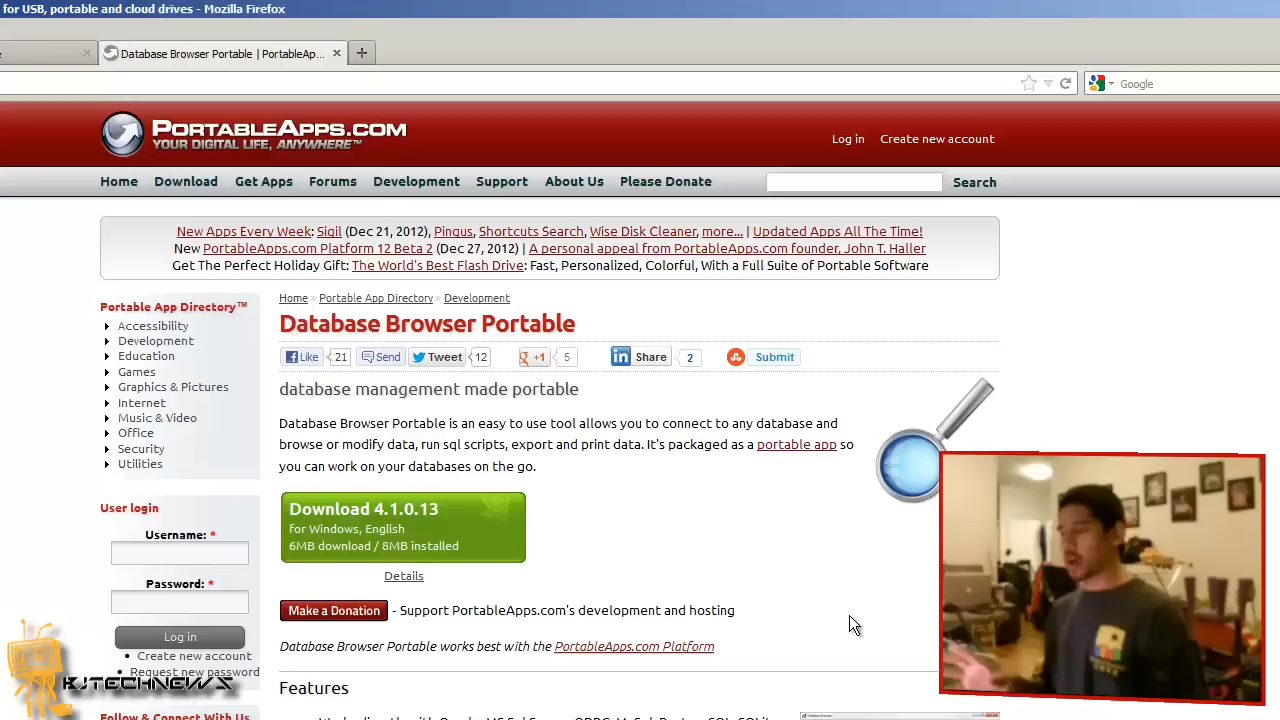 for USB, portable and cloud drives - Mozilla Firefox
Database Browser Portable | PortableAp...
Google
PORTABLEAPPS.COM
YOUR DIGITAL LIFE, ANYWHERE™
Log in
Create new account
Home
Download
Get Apps
Forums
Development
Support
About Us
Please Donate
Search
New Apps Every Week: Sigil (Dec 21, 2012), Pingus, Shortcuts Search, Wise Disk Cleaner, more... | Updated Apps All The Time!
New PortableApps.com Platform 12 Beta 2 (Dec 27, 2012) | A personal appeal from PortableApps.com founder, John T. Haller
Get The Perfect Holiday Gift: The World's Best Flash Drive: Fast, Personalized, Colorful, With a Full Suite of Portable Software
Portable App Directory™
Accessibility
Development
Education
Games
Graphics & Pictures
Internet
Music & Video
Office
Security
Utilities
User login
Username: *
Password: *
Log in
Create new account
Request new password
KJTECHNEWS
Follow & Connect With Us
Home » Portable App Directory » Development
Database Browser Portable
Like 21 Send Tweet 12 +1 5 Share 2 Submit
database management made portable
Database Browser Portable is an easy to use tool allows you to connect to any database and
browse or modify data, run sql scripts, export and print data. It's packaged as a portable app so
you can work on your databases on the go.
Download 4.1.0.13
for Windows, English
6MB download / 8MB installed
Details
Make a Donation - Support PortableApps.com's development and hosting
Database Browser Portable works best with the PortableApps.com Platform
Features